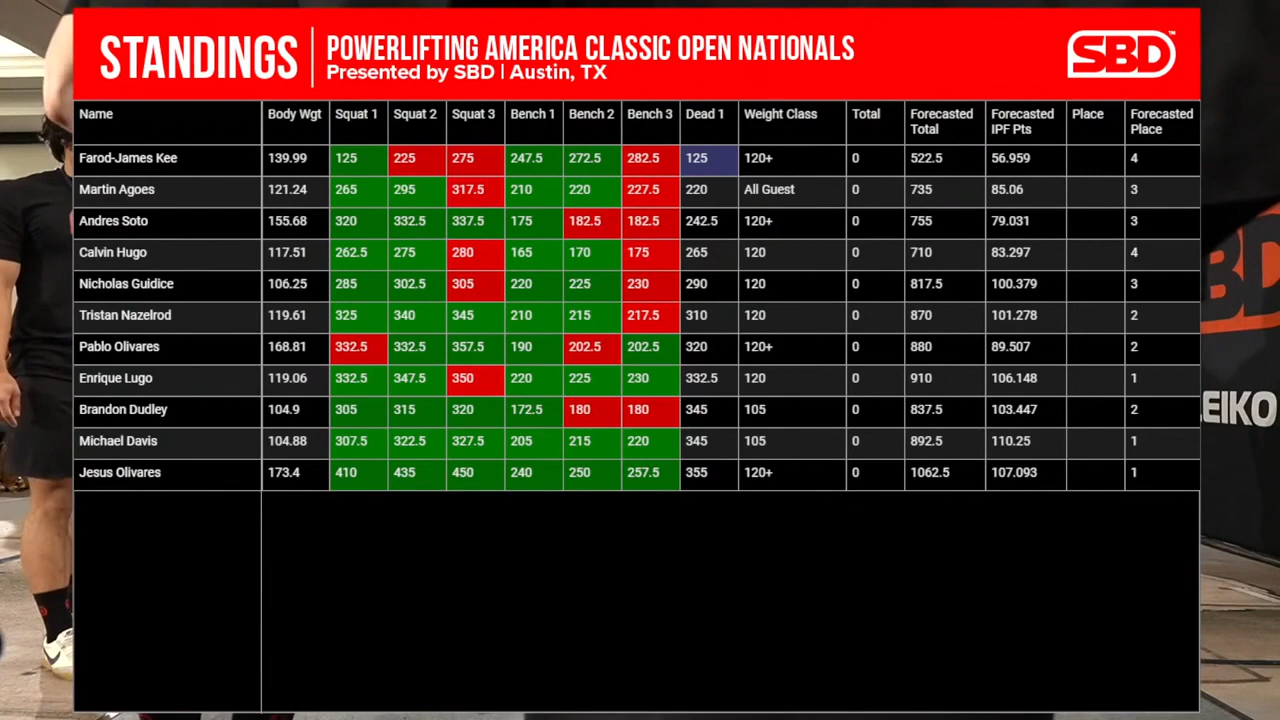 STANDINGS
POWERLIFTING AMERICA CLASSIC OPEN NATIONALS
Presented by SBD | Austin, TX
SBD™
Name Body Wgt Squat 1 Squat 2 Squat 3 Bench 1 Bench 2 Bench 3 Dead 1 Weight Class Total Forecasted Total Forecasted IPF Pts Place Forecasted Place
Farod-James Kee 139.99 125 225 275 247.5 272.5 282.5 125 120+ 0 522.5 56.959 4
Martin Agoes 121.24 265 295 317.5 210 220 227.5 220 All Guest 0 735 85.06 3
Andres Soto 155.68 320 332.5 337.5 175 182.5 182.5 242.5 120+ 0 755 79.031 3
Calvin Hugo 117.51 262.5 275 280 165 170 175 265 120 0 710 83.297 4
Nicholas Guidice 106.25 285 302.5 305 220 225 230 290 120 0 817.5 100.379 3
Tristan Nazelrod 119.61 325 340 345 210 215 217.5 310 120 0 870 101.278 2
Pablo Olivares 168.81 332.5 332.5 357.5 190 202.5 202.5 320 120+ 0 880 89.507 2
Enrique Lugo 119.06 332.5 347.5 350 220 225 230 332.5 120 0 910 106.148 1
Brandon Dudley 104.9 305 315 320 172.5 180 180 345 105 0 837.5 103.447 2
Michael Davis 104.88 307.5 322.5 327.5 205 215 220 345 105 0 892.5 110.25 1
Jesus Olivares 173.4 410 435 450 240 250 257.5 355 120+ 0 1062.5 107.093 1
BD
EIKO